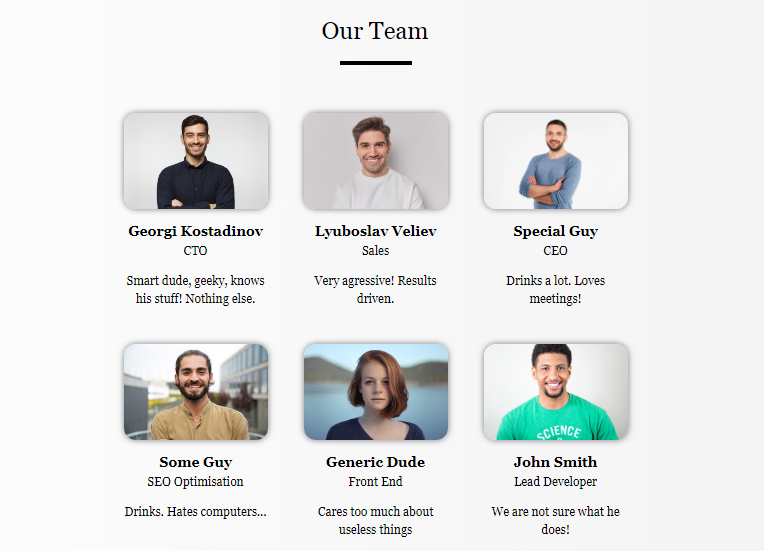 Our Team
Georgi Kostadinov
CTO
Smart dude, geeky, knows
his stuff! Nothing else.
Lyuboslav Veliev
Sales
Very agressive! Results
driven.
Special Guy
CEO
Drinks a lot. Loves
meetings!
SCIENCE
Some Guy
SEO Optimisation
Drinks. Hates computers...
Generic Dude
Front End
Cares too much about
useless things
John Smith
Lead Developer
We are not sure what he
does!